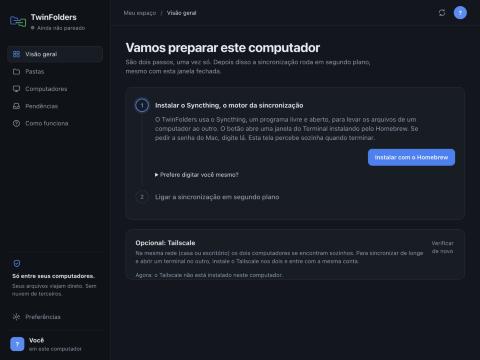 TwinFolders
Ainda não pareado
Visão geral
Pastas
Computadores
Pendências
Como funciona
Só entre seus computadores.
Seus arquivos viajam direto. Sem
nuvem de terceiros.
Preferências
?
Você
em este computador
Meu espaço / Visão geral
?
Vamos preparar este computador
São dois passos, uma vez só. Depois disso a sincronização roda em segundo plano,
mesmo com esta janela fechada.
1
Instalar o Syncthing, o motor da sincronização
O TwinFolders usa o Syncthing, um programa livre e aberto, para levar os arquivos de um
computador ao outro. O botão abre uma janela do Terminal instalando pelo Homebrew. Se
pedir a senha do Mac, digite lá. Esta tela percebe sozinha quando terminar.
Instalar com o Homebrew
Prefere digitar você mesmo?
2
Ligar a sincronização em segundo plano
Opcional: Tailscale
Na mesma rede (casa ou escritório) os dois computadores se encontram sozinhos. Para sincronizar de longe
e abrir um terminal no outro, instale o Tailscale nos dois e entre com a mesma conta.
Agora: o Tailscale não está instalado neste computador.
Verificar
de novo